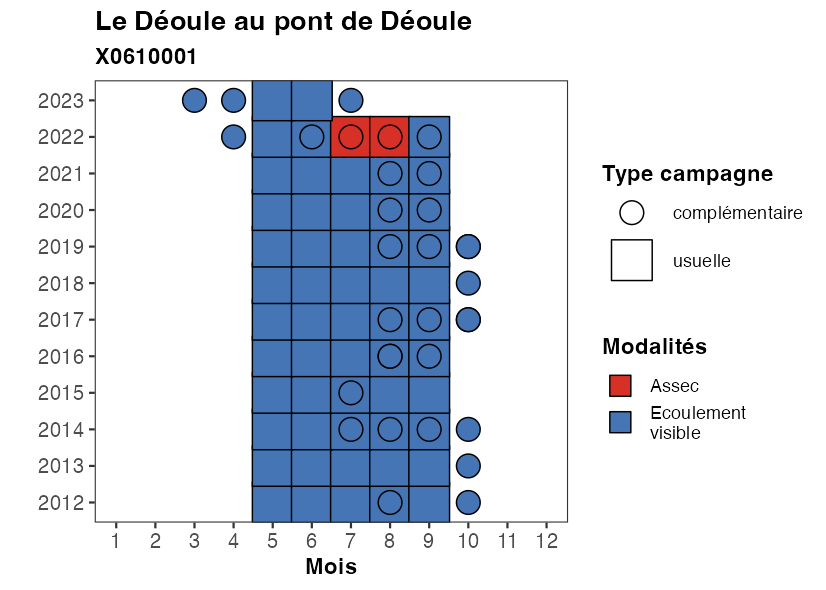 Le Déoule au pont de Déoule
X0610001
2023
2022
2021
2020
2019
2018
2017
2016
2015
2014
2013
2012
1 2 3 4 5 6 7 8 9 10 11 12
Mois
Type campagne
complémentaire
usuelle
Modalités
Assec
Ecoulement
visible